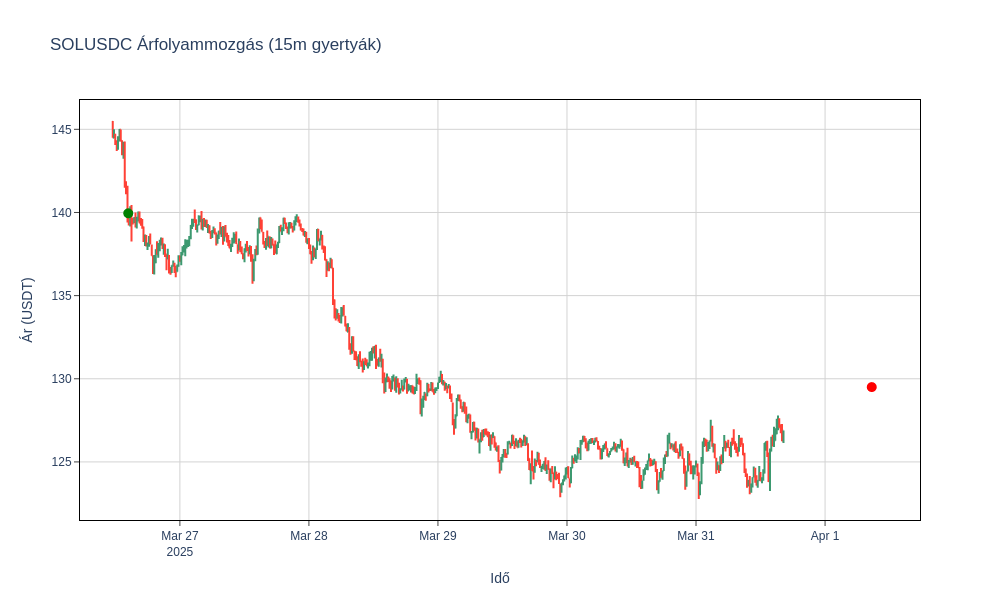 SOLUSDC Árfolyammozgás (15m gyertyák)
145
140
135
130
125
Ár (USDT)
Mar 27
2025
Mar 28
Mar 29
Mar 30
Mar 31
Apr 1
Idő